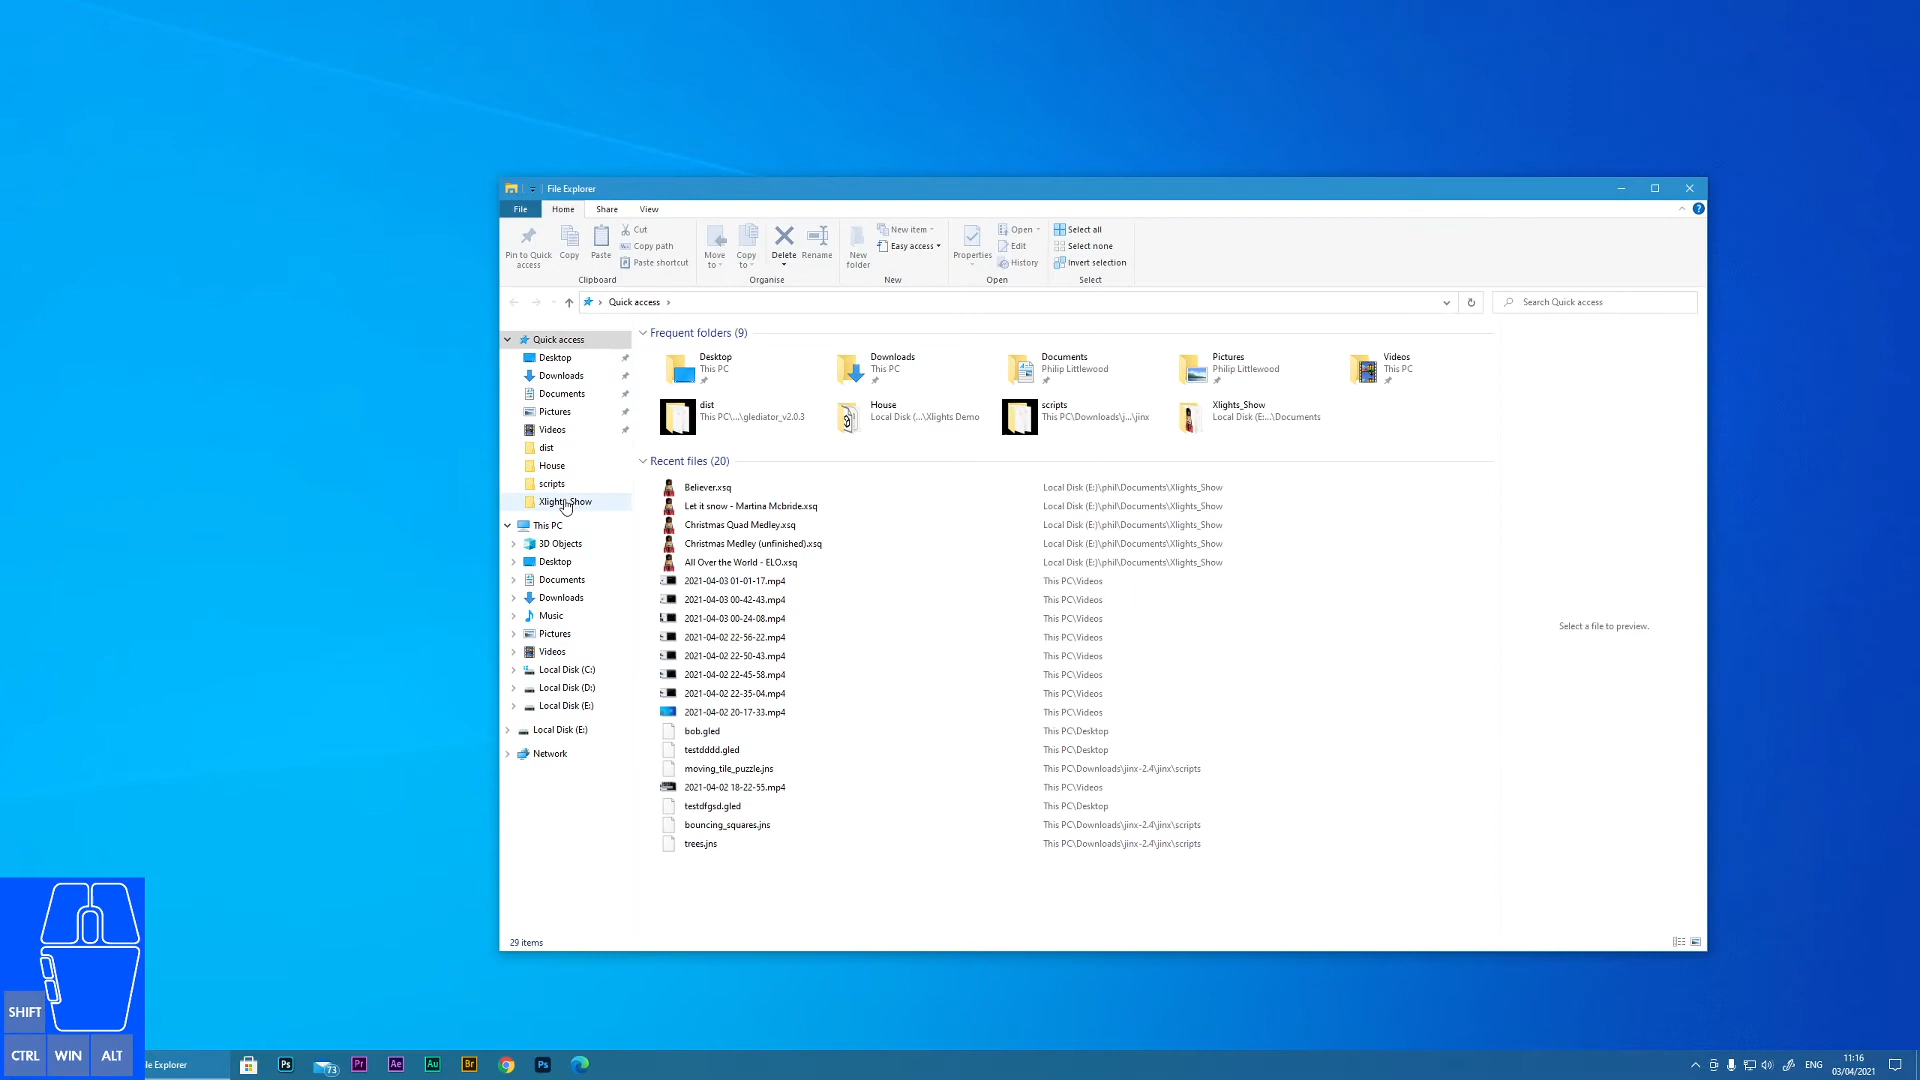 File Explorer
File Home Share View
Pin to Quick access
Copy
Paste
Cut
Copy path
Paste shortcut
Clipboard
Move to
Copy to
Delete
Rename
Organise
New folder
New item
Easy access
New
Properties
Open
Edit
History
Open
Select all
Select none
Invert selection
Select
Quick access
Search Quick access
Quick access
Desktop
Downloads
Documents
Pictures
Videos
dist
House
scripts
Xlights_Show
This PC
3D Objects
Desktop
Documents
Downloads
Music
Pictures
Videos
Local Disk (C:)
Local Disk (D:)
Local Disk (E:)
Local Disk (E:)
Network
Frequent folders (9)
Desktop
This PC
Downloads
This PC
Documents
Philip Littlewood
Pictures
Philip Littlewood
Videos
This PC
dist
This PC\...\glediator_v2.0.3
House
Local Disk (...\Xlights Demo
scripts
This PC\Downloads\j...\jinx
Xlights_Show
Local Disk (E:...\Documents
Recent files (20)
Believer.xsq Local Disk (E:)\phil\Documents\Xlights_Show
Let it snow - Martina Mcbride.xsq Local Disk (E:)\phil\Documents\Xlights_Show
Christmas Quad Medley.xsq Local Disk (E:)\phil\Documents\Xlights_Show
Christmas Medley (unfinished).xsq Local Disk (E:)\phil\Documents\Xlights_Show
All Over the World - ELO.xsq Local Disk (E:)\phil\Documents\Xlights_Show
2021-04-03 01-01-17.mp4 This PC\Videos
2021-04-03 00-42-43.mp4 This PC\Videos
2021-04-03 00-24-08.mp4 This PC\Videos
2021-04-02 22-56-22.mp4 This PC\Videos
2021-04-02 22-50-43.mp4 This PC\Videos
2021-04-02 22-45-58.mp4 This PC\Videos
2021-04-02 22-35-04.mp4 This PC\Videos
2021-04-02 20-17-33.mp4 This PC\Videos
bob.gled This PC\Desktop
testdddd.gled This PC\Desktop
moving_tile_puzzle.jns This PC\Downloads\jinx-2.4\jinx\scripts
2021-04-02 18-22-55.mp4 This PC\Videos
testdfgsd.gled This PC\Desktop
bouncing_squares.jns This PC\Downloads\jinx-2.4\jinx\scripts
trees.jns This PC\Downloads\jinx-2.4\jinx\scripts
Select a file to preview.
29 items
SHIFT
CTRL WIN ALT
ile Explorer
Ps
73
Pr
Ae
Au
Br
Ps
ENG
11:16
03/04/2021